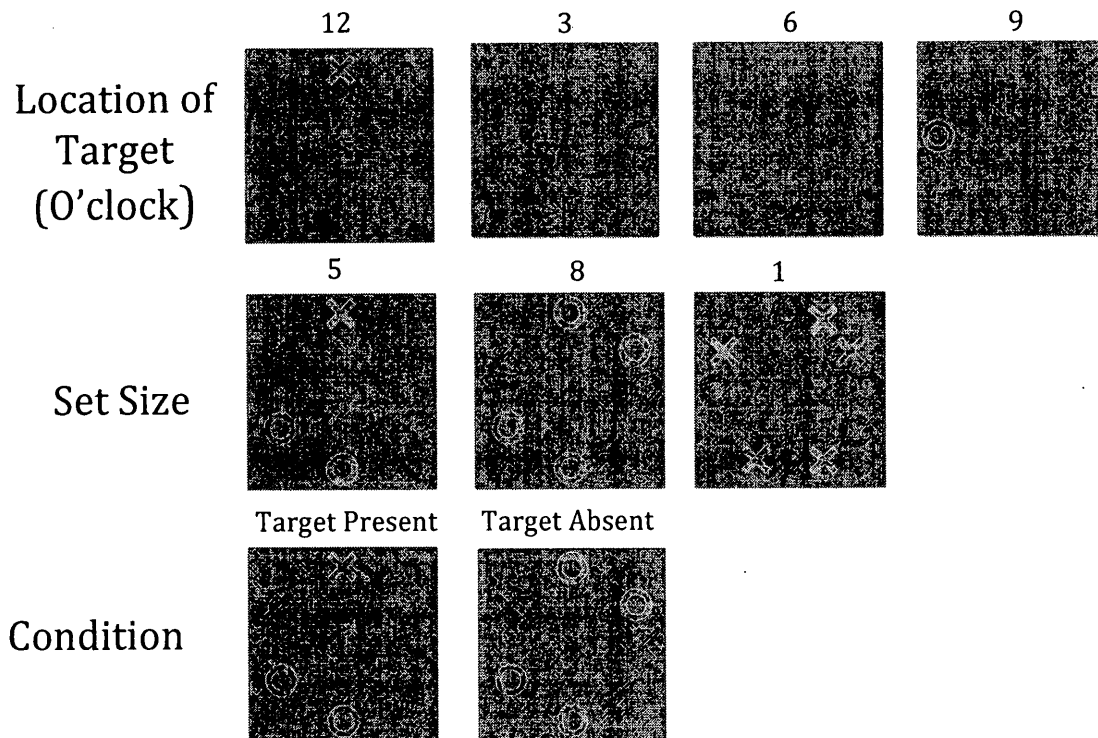 12 3 6 9
Location of
Target
(O'clock)
5 8 1
Set Size
Target Present Target Absent
Condition